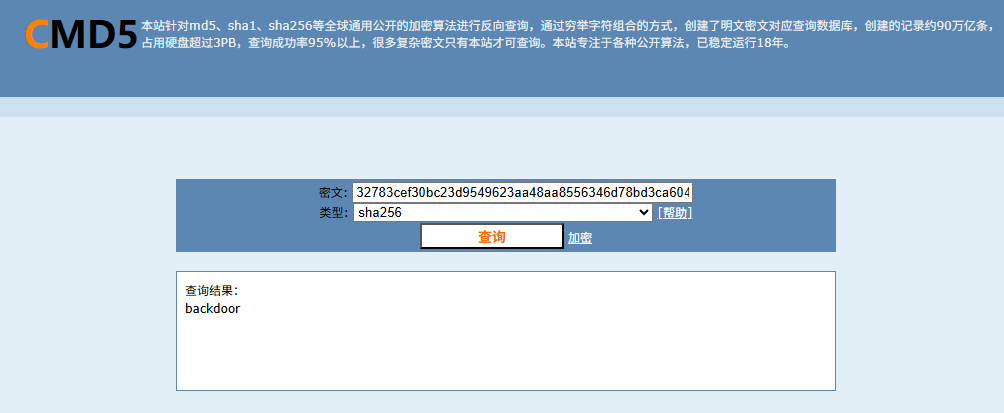 CMD5
本站针对md5、sha1、sha256等全球通用公开的加密算法进行反向查询，通过穷举字符组合的方式，创建了明文密文对应查询数据库，创建的记录约90万亿条，
占用硬盘超过3PB，查询成功率95%以上，很多复杂密文只有本站才可查询。本站专注于各种公开算法，已稳定运行18年。
密文: 32783cef30bc23d9549623aa48aa8556346d78bd3ca604
类型: sha256 [帮助]
查询 加密
查询结果:
backdoor